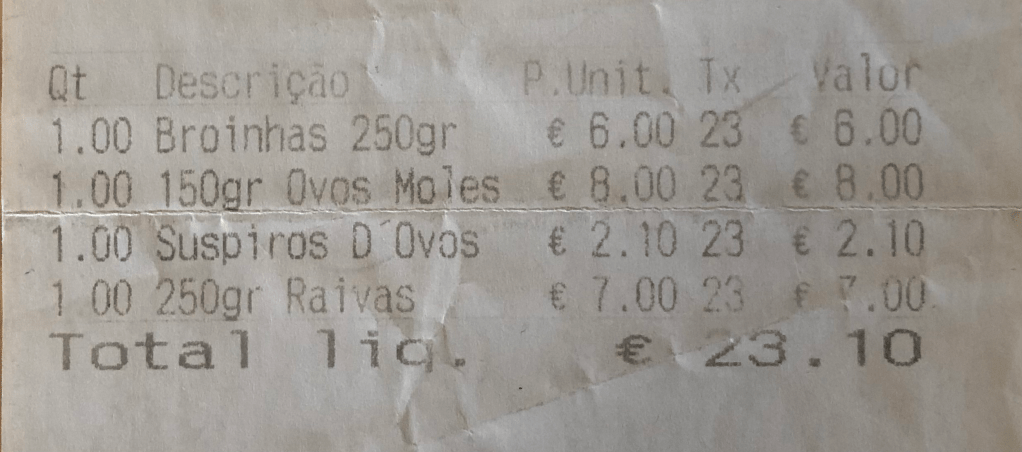 Qt Descrição P.Unit. Tx Valor
1.00 Broinhas 250gr € 6.00 23 € 6.00
1.00 150gr Ovos Moles € 8.00 23 € 8.00
1.00 Suspiros D´Ovos € 2.10 23 € 2.10
1 00 250gr Raivas € 7.00 23 € 7.00
Total liq. € 23.10